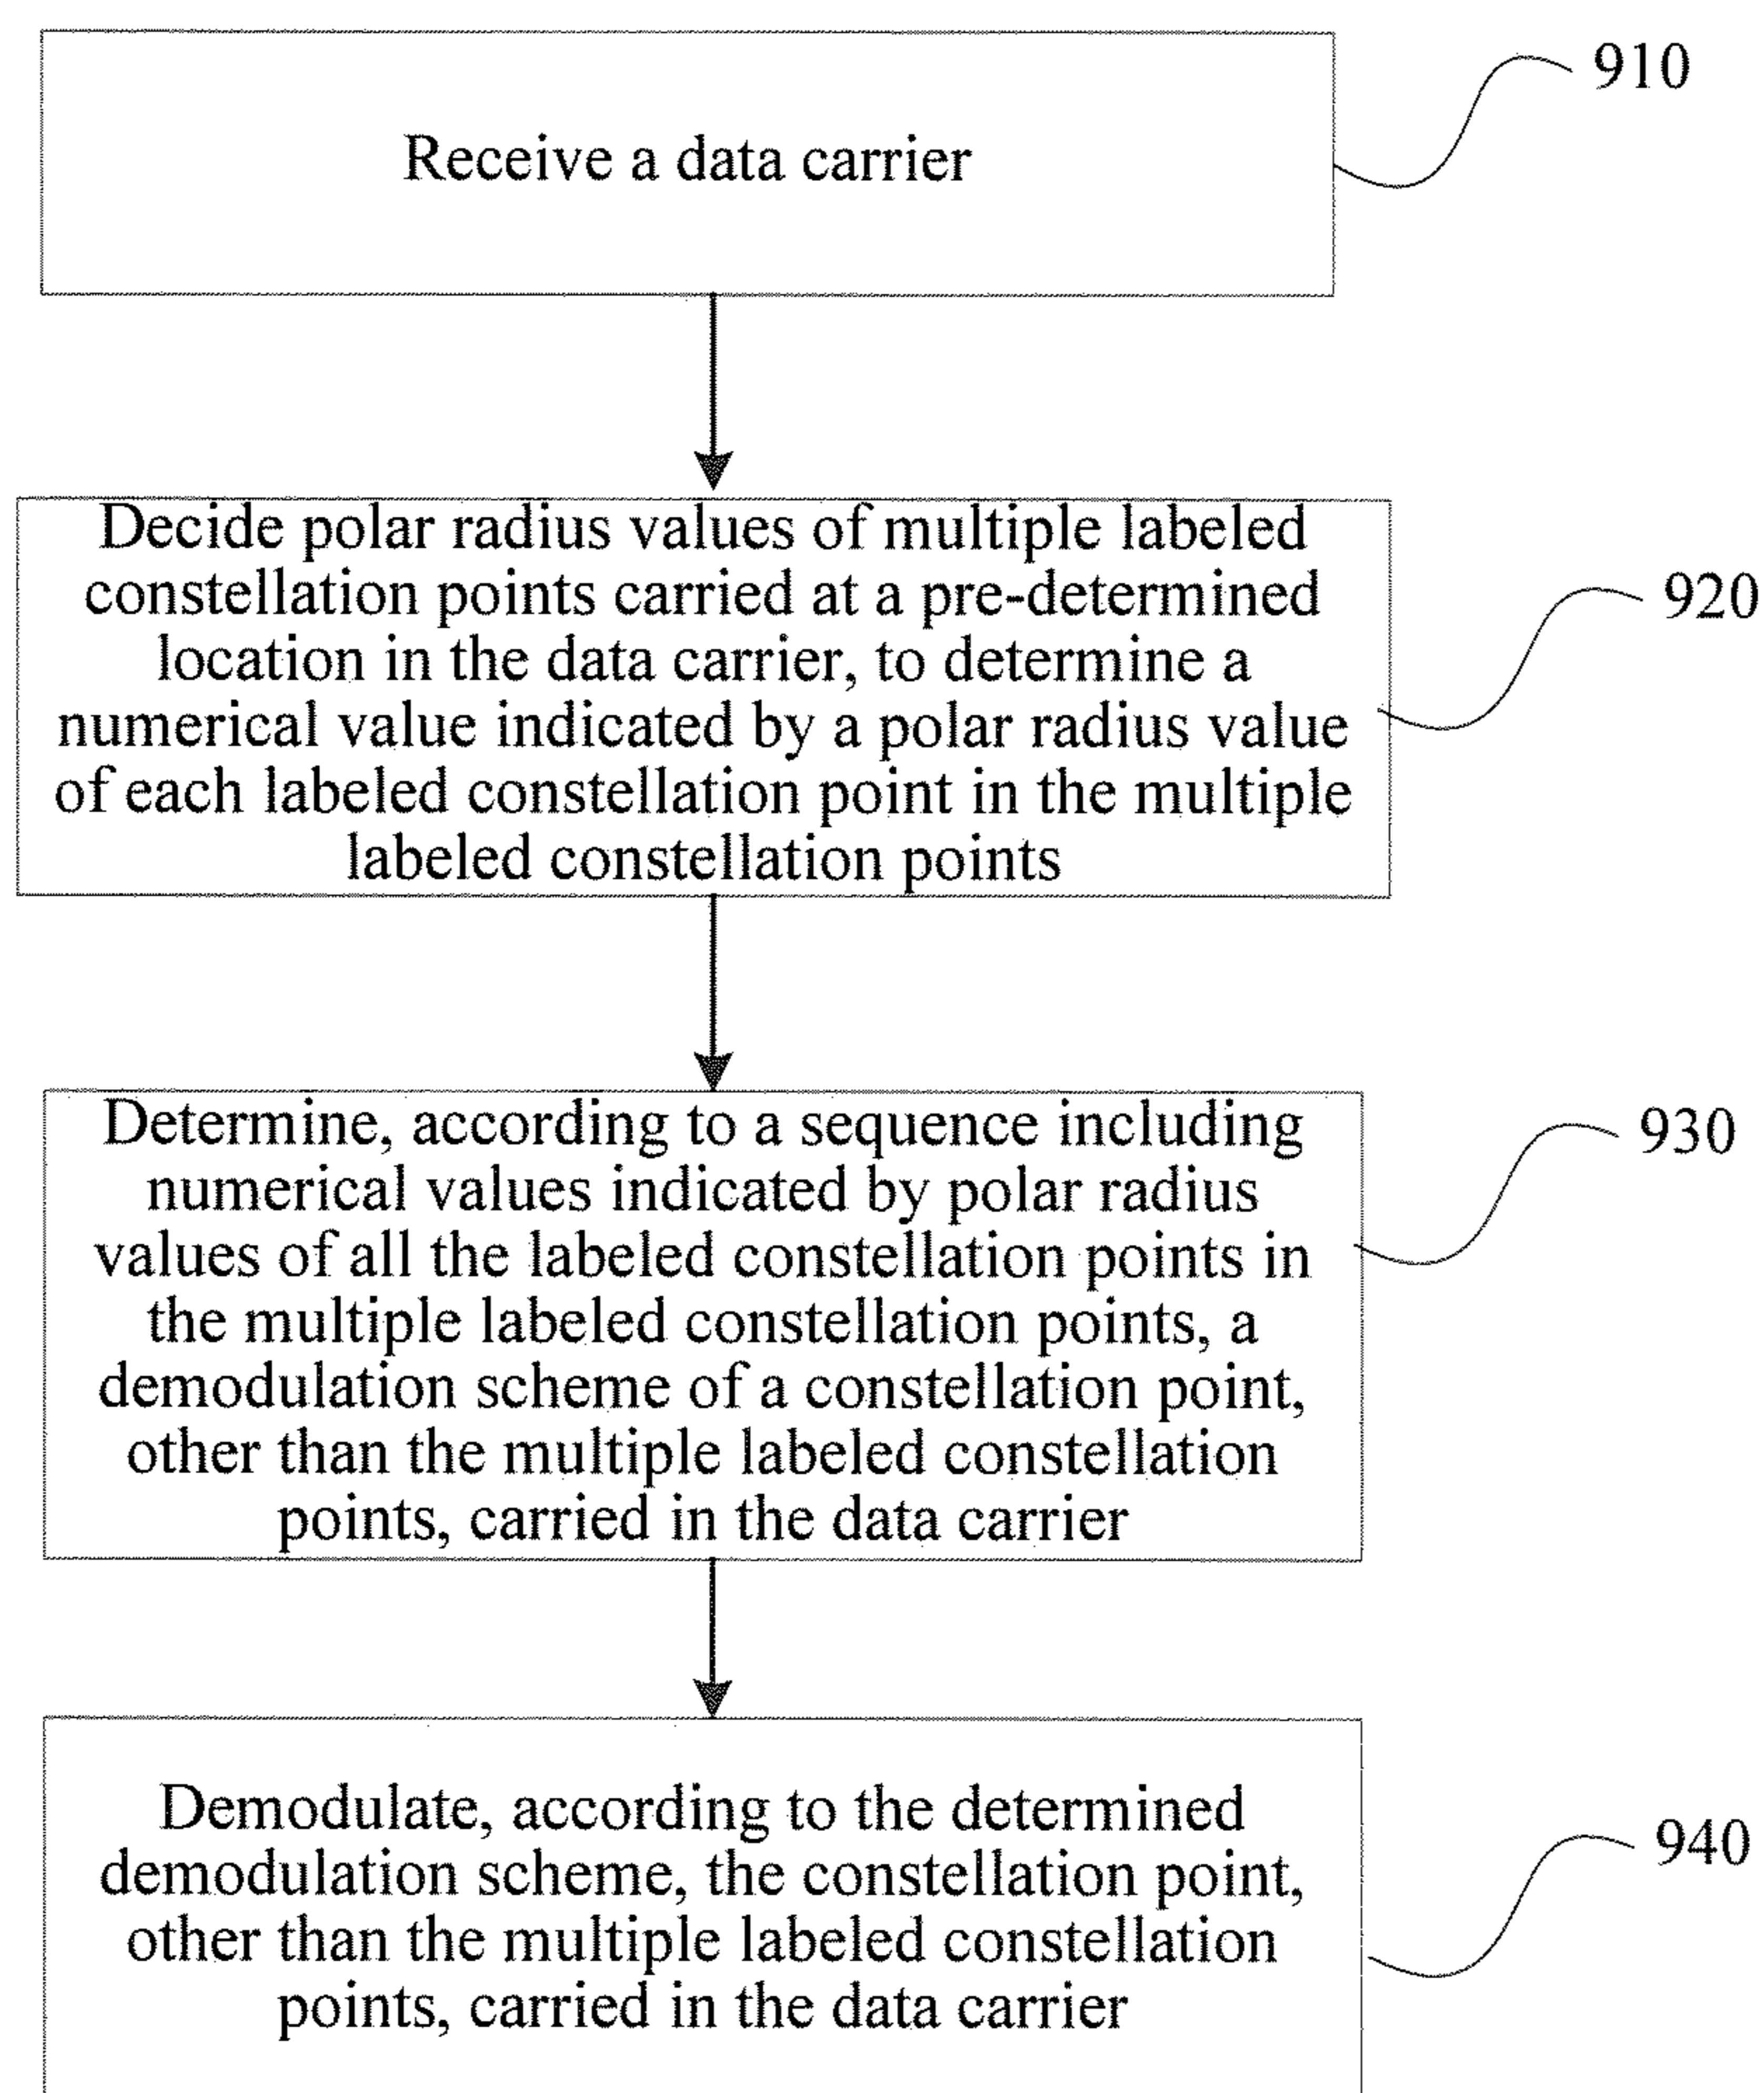 Receive a data carrier
910
Decide polar radius values of multiple labeled
constellation points carried at a pre-determined
location in the data carrier, to determine a
numerical value indicated by a polar radius value
of each labeled constellation point in the multiple
labeled constellation points
920
Determine, according to a sequence including
numerical values indicated by polar radius
values of all the labeled constellation points in
the multiple labeled constellation points, a
demodulation scheme of a constellation point,
other than the multiple labeled constellation
points, carried in the data carrier
930
Demodulate, according to the determined
demodulation scheme, the constellation point,
other than the multiple labeled constellation
points, carried in the data carrier
940